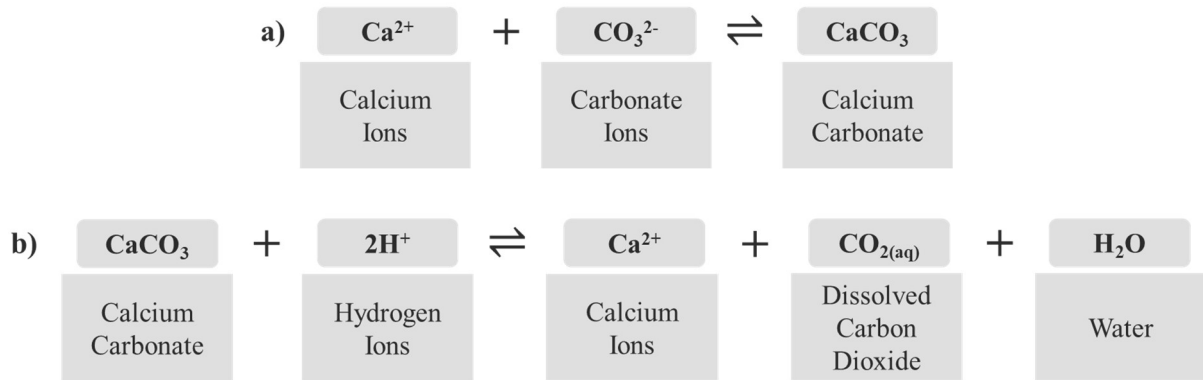 a) Ca²⁺ + CO₃²⁻ ⇌ CaCO₃
Calcium Carbonate Calcium
Ions Ions Carbonate
b) CaCO₃ + 2H⁺ ⇌ Ca²⁺ + CO₂(aq) + H₂O
Calcium Carbonate
Hydrogen Ions
Calcium Ions
Dissolved Carbon Dioxide
Water